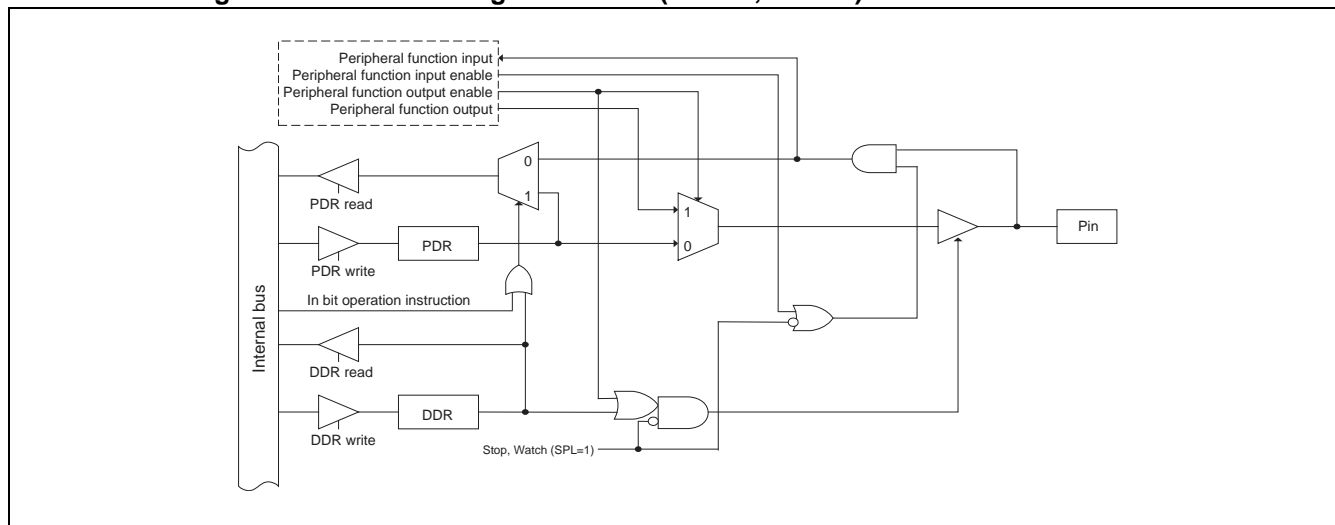 Peripheral function input
Peripheral function input enable
Peripheral function output enable
Peripheral function output
0
1
PDR read
1
Pin
PDR
0
PDR write
In bit operation instruction
Internal bus
DDR read
DDR
DDR write
Stop, Watch (SPL=1)